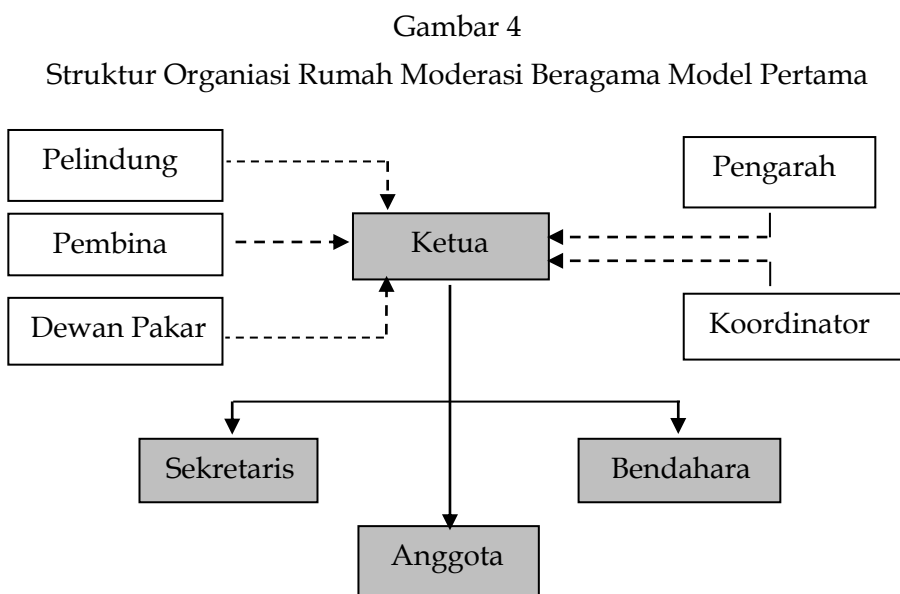 Gambar 4
Struktur Organiasi Rumah Moderasi Beragama Model Pertama
Pelindung
Pengarah
Pembina
Ketua
Dewan Pakar
Koordinator
Sekretaris
Bendahara
Anggota